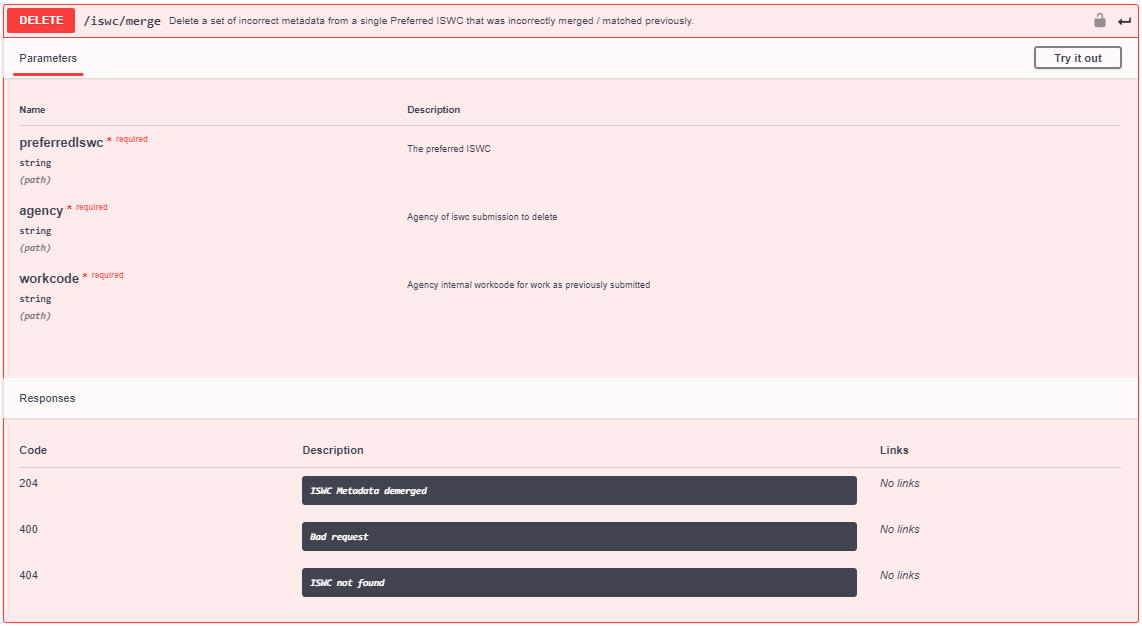 DELETE /iswc/merge Delete a set of incorrect metadata from a single Preferred ISWC that was incorrectly merged / matched previously.
Parameters Try it out
Name Description
preferredIswc * required
The preferred ISWC
string
(path)
agency * required
Agency of iswc submission to delete
string
(path)
workcode * required
Agency internal workcode for work as previously submitted
string
(path)
Responses
Code Description Links
204 ISWC Metadata demerged No links
400 Bad request No links
404 ISWC not found No links